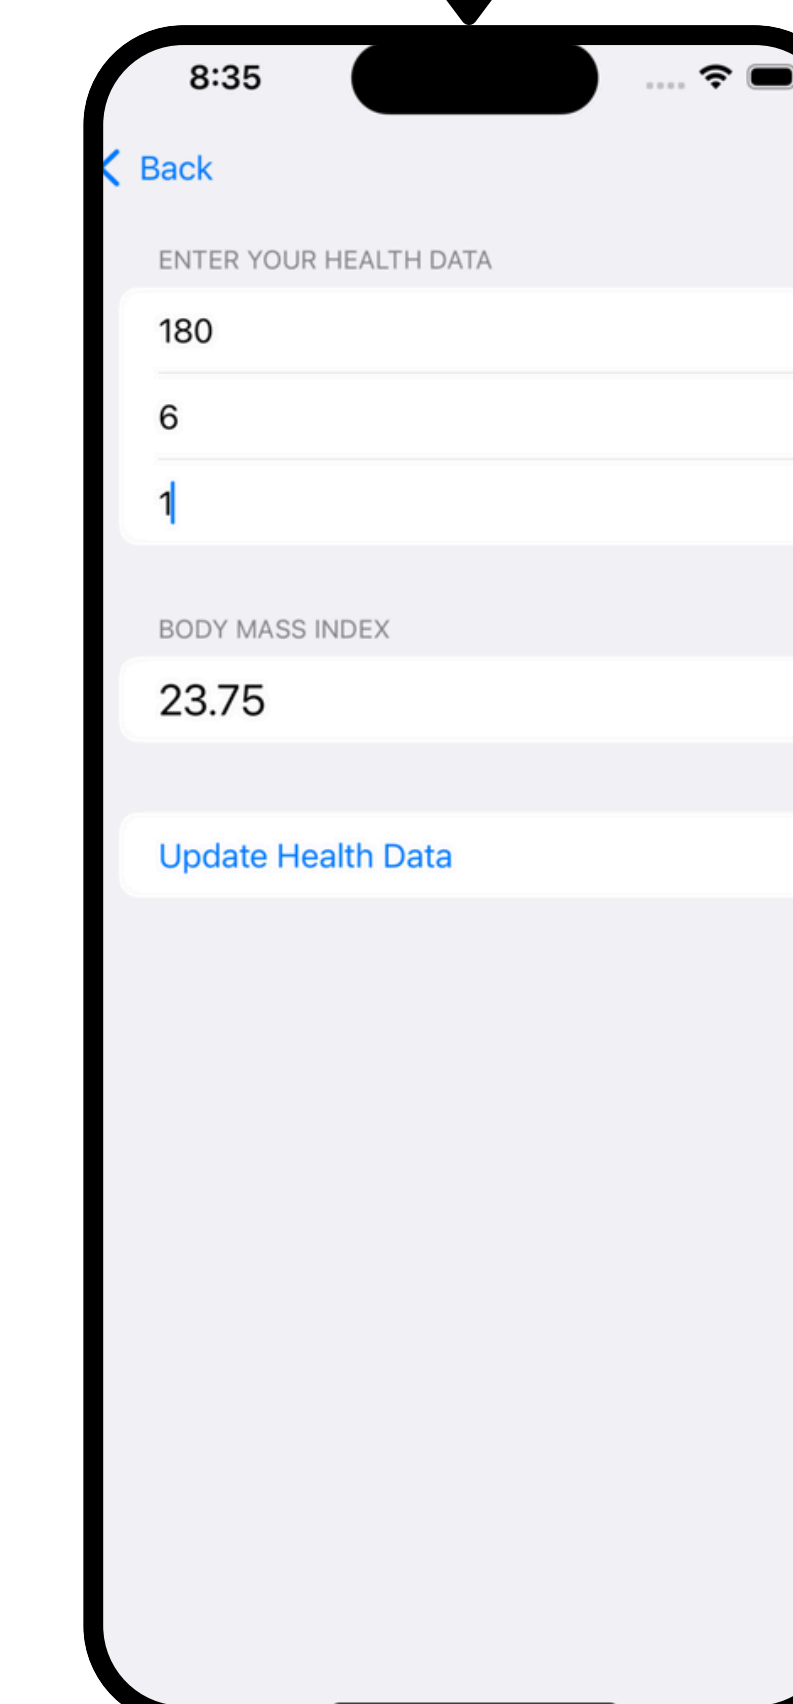 8:35
Back
ENTER YOUR HEALTH DATA
180
6
1
BODY MASS INDEX
23.75
Update Health Data